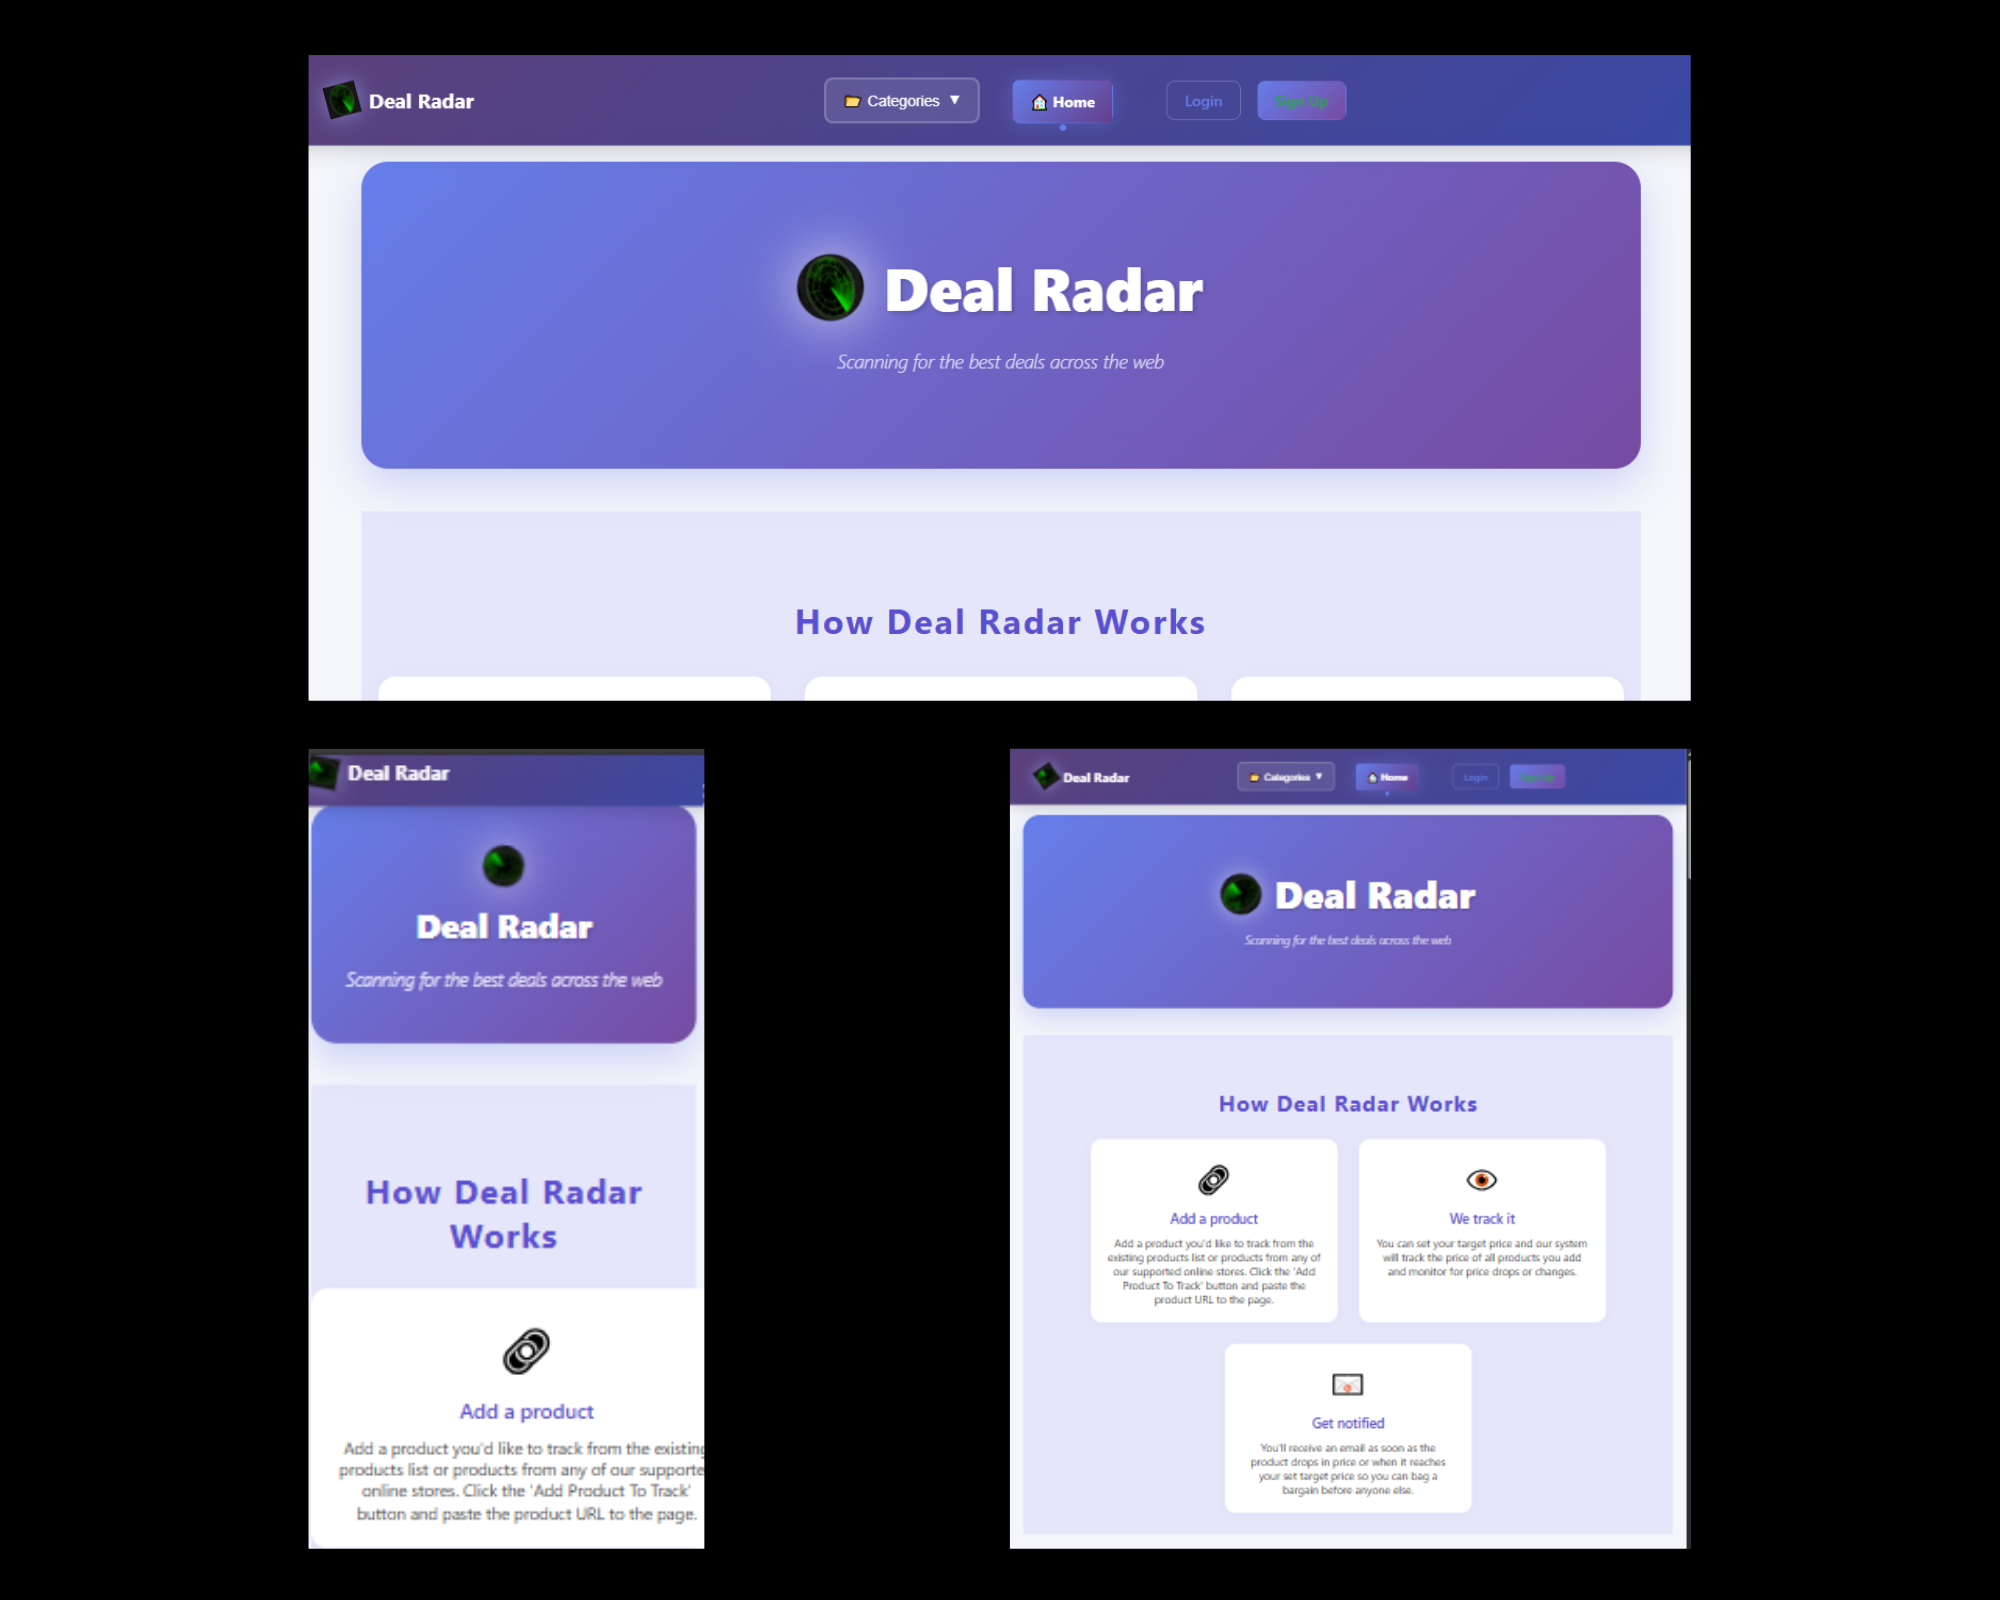 Deal Radar
Categories ▼
Home
Login
Sign Up
Deal Radar
Scanning for the best deals across the web
How Deal Radar Works
Deal Radar
Deal Radar
Scanning for the best deals across the web
How Deal Radar
Works
Add a product
Add a product you'd like to track from the existing
products list or products from any of our supporte
online stores. Click the 'Add Product To Track'
button and paste the product URL to the page.
Deal Radar
Categories ▼
Home
Login
Sign Up
Deal Radar
Scanning for the best deals across the web
How Deal Radar Works
Add a product
Add a product you'd like to track from the
existing products list or products from any of
our supported online stores. Click the 'Add
Product To Track' button and paste the
product URL to the page.
We track it
You can set your target price and our system
will track the price of all products you add
and monitor for price drops or changes.
Get notified
You'll receive an email as soon as the
product drops in price or when it reaches
your set target price so you can bag a
bargain before anyone else.